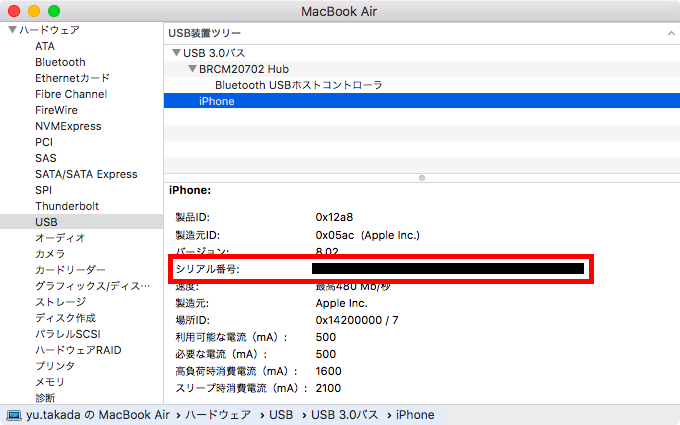 MacBook Air
ハードウェア
ATA
Bluetooth
Ethernetカード
Fibre Channel
FireWire
NVMExpress
PCI
SAS
SATA/SATA Express
SPI
Thunderbolt
USB
オーディオ
カメラ
カードリーダー
グラフィックス/ディス…
ストレージ
ディスク作成
パラレルSCSI
ハードウェアRAID
プリンタ
メモリ
診断
USB装置ツリー
USB 3.0バス
BRCM20702 Hub
Bluetooth USBホストコントローラ
iPhone
iPhone:
製品ID: 0x12a8
製造元ID: 0x05ac (Apple Inc.)
バージョン: 8.02
シリアル番号:
速度: 最高480 Mb/秒
製造元: Apple Inc.
場所ID: 0x14200000 / 7
利用可能な電流（mA）: 500
必要な電流（mA）: 500
高負荷時消費電流（mA）: 1600
スリープ時消費電流（mA）: 2100
yu.takada の MacBook Air › ハードウェア › USB › USB 3.0バス › iPhone